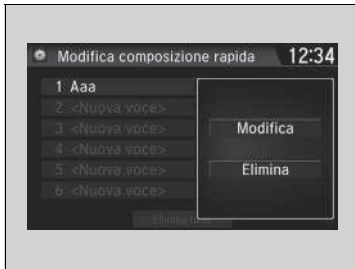 Modifica composizione rapida 12:34
1 Aaa
2 <Nuova voce>
3 <Nuova voce>
4 <Nuova voce>
5 <Nuova voce>
6 <Nuova voce>
Modifica
Elimina
Elimina